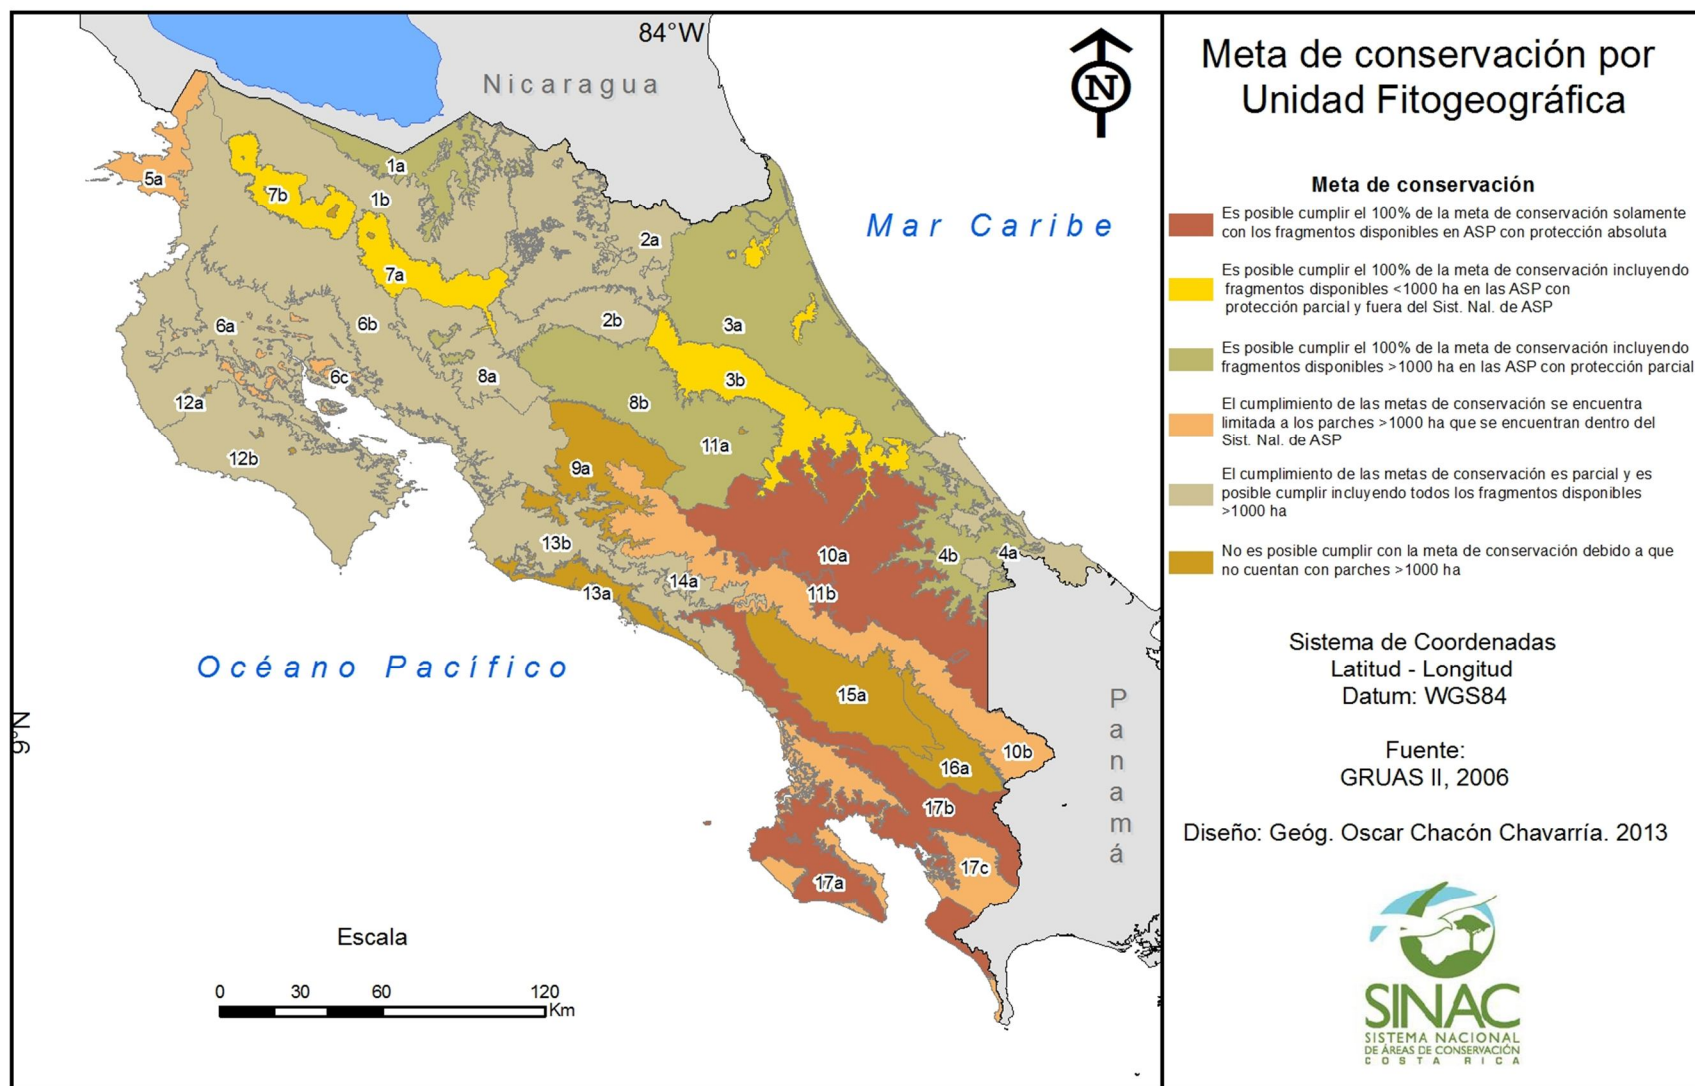 84°W
Nicaragua
N
Mar Caribe
Océano Pacífico
Panamá
9°N
1a
5a
7b
1b
2a
7a
3a
6a
6b
2b
6c
8a
3b
12a
8b
11a
12b
9a
13b
10a
4b
4a
14a
13a
11b
15a
10b
16a
17b
17c
17a
Escala
0 30 60 120
Km
Meta de conservación por
Unidad Fitogeográfica
Meta de conservación
Es posible cumplir el 100% de la meta de conservación solamente
con los fragmentos disponibles en ASP con protección absoluta
Es posible cumplir el 100% de la meta de conservación incluyendo
fragmentos disponibles <1000 ha en las ASP con
protección parcial y fuera del Sist. Nal. de ASP
Es posible cumplir el 100% de la meta de conservación incluyendo
fragmentos disponibles >1000 ha en las ASP con protección parcial
El cumplimiento de las metas de conservación se encuentra
limitada a los parches >1000 ha que se encuentran dentro del
Sist. Nal. de ASP
El cumplimiento de las metas de conservación es parcial y es
posible cumplir incluyendo todos los fragmentos disponibles
>1000 ha
No es posible cumplir con la meta de conservación debido a que
no cuentan con parches >1000 ha
Sistema de Coordenadas
Latitud - Longitud
Datum: WGS84
Fuente:
GRUAS II, 2006
Diseño: Geóg. Oscar Chacón Chavarría. 2013
SINAC
SISTEMA NACIONAL
DE ÁREAS DE CONSERVACIÓN
COSTA RICA